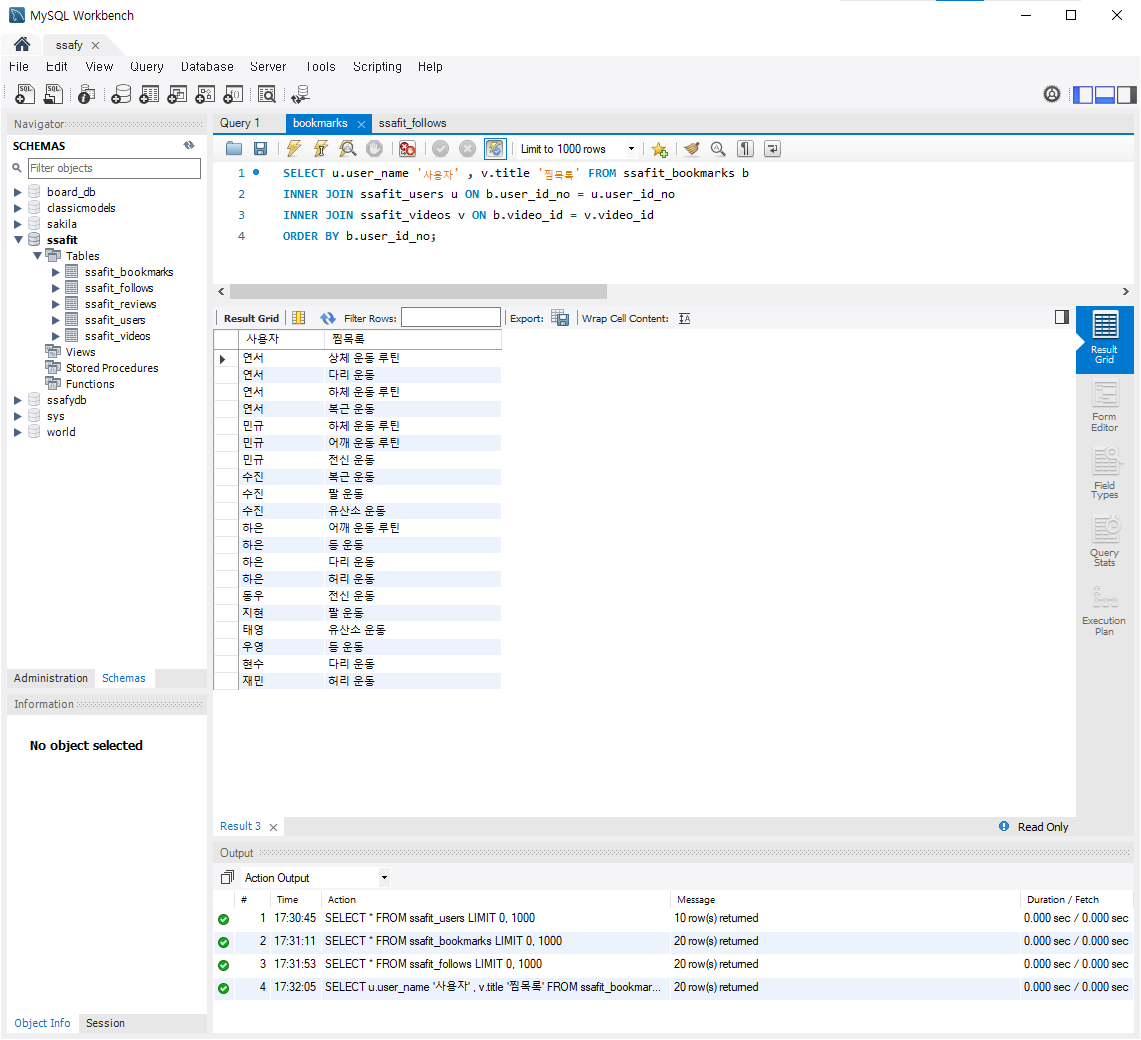 MySQL Workbench
ssafy
File Edit View Query Database Server Tools Scripting Help
Navigator
SCHEMAS
Filter objects
board_db
classicmodels
sakila
ssafit
Tables
ssafit_bookmarks
ssafit_follows
ssafit_reviews
ssafit_users
ssafit_videos
Views
Stored Procedures
Functions
ssafydb
sys
world
Administration Schemas
Information
No object selected
Object Info Session
Query 1 bookmarks ssafit_follows
Limit to 1000 rows
1 SELECT u.user_name '사용자' , v.title '찜목록' FROM ssafit_bookmarks b
2 INNER JOIN ssafit_users u ON b.user_id_no = u.user_id_no
3 INNER JOIN ssafit_videos v ON b.video_id = v.video_id
4 ORDER BY b.user_id_no;
Result Grid Filter Rows: Export: Wrap Cell Content:
사용자 찜목록
연서 상체 운동 루틴
연서 다리 운동
연서 하체 운동 루틴
연서 복근 운동
민규 하체 운동 루틴
민규 어깨 운동 루틴
민규 전신 운동
수진 복근 운동
수진 팔 운동
수진 유산소 운동
하은 어깨 운동 루틴
하은 등 운동
하은 다리 운동
하은 허리 운동
동우 전신 운동
지현 팔 운동
태영 유산소 운동
우영 등 운동
현수 다리 운동
재민 허리 운동
Result Grid
Form Editor
Field Types
Query Stats
Execution Plan
Result 3 Read Only
Output
Action Output
# Time Action Message Duration / Fetch
1 17:30:45 SELECT * FROM ssafit_users LIMIT 0, 1000 10 row(s) returned 0.000 sec / 0.000 sec
2 17:31:11 SELECT * FROM ssafit_bookmarks LIMIT 0, 1000 20 row(s) returned 0.000 sec / 0.000 sec
3 17:31:53 SELECT * FROM ssafit_follows LIMIT 0, 1000 20 row(s) returned 0.000 sec / 0.000 sec
4 17:32:05 SELECT u.user_name '사용자' , v.title '찜목록' FROM ssafit_bookmar... 20 row(s) returned 0.000 sec / 0.000 sec